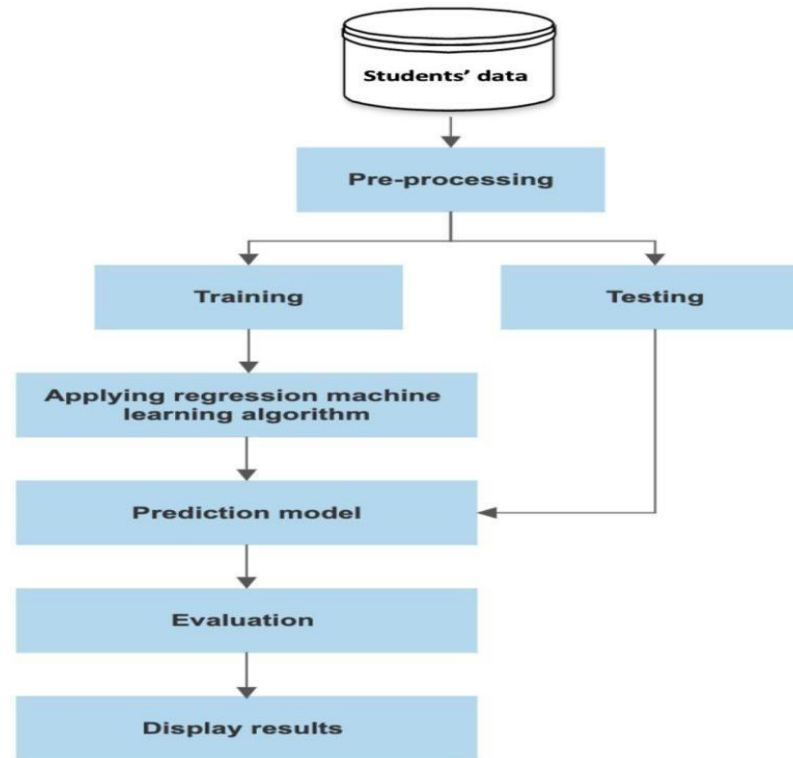 Students’ data
Pre-processing
Training
Testing
Applying regression machine
learning algorithm
Prediction model
Evaluation
Display results